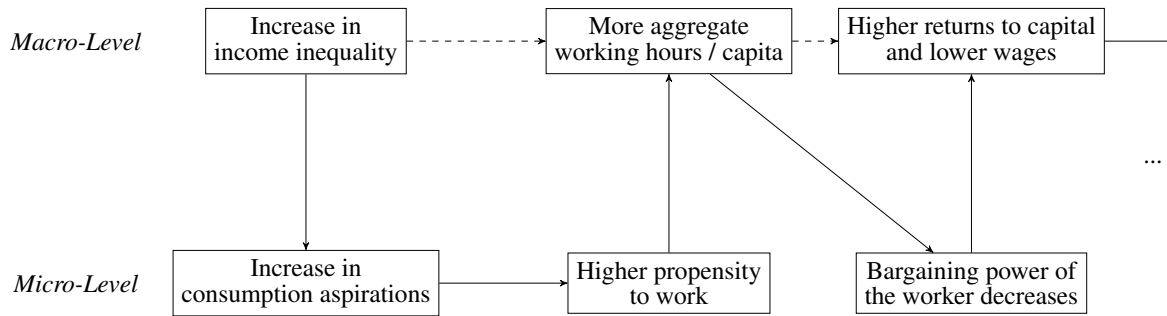 Macro-Level
Increase in
income inequality
More aggregate
working hours / capita
Higher returns to capital
and lower wages
...
Micro-Level
Increase in
consumption aspirations
Higher propensity
to work
Bargaining power of
the worker decreases